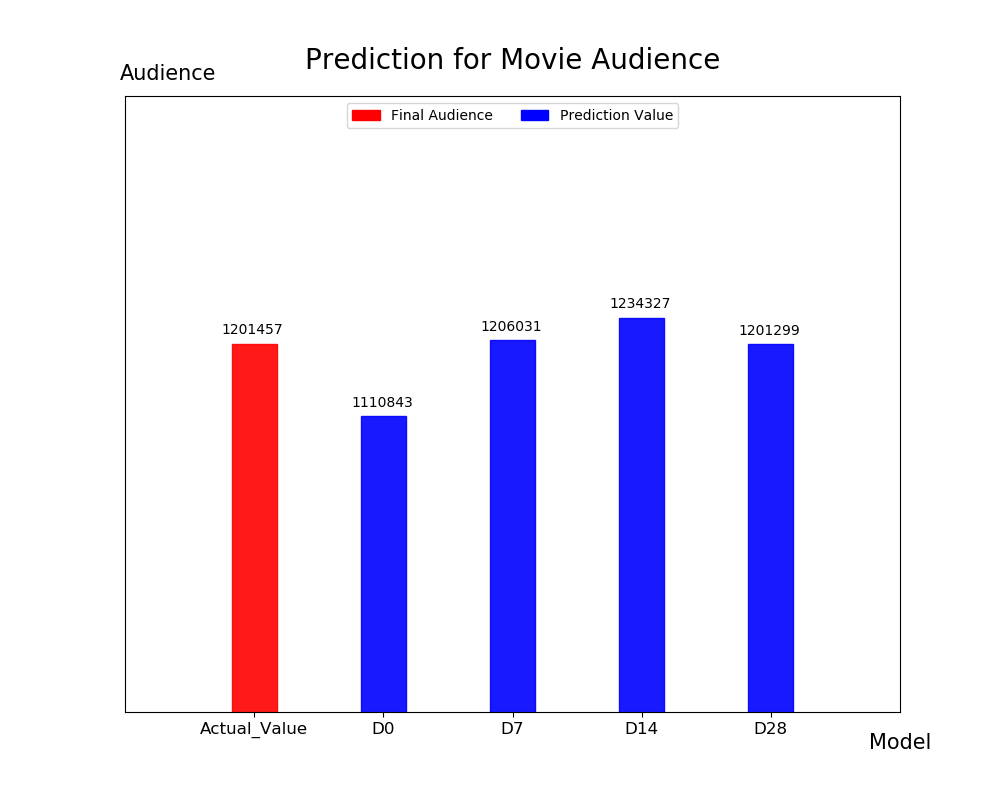 Prediction for Movie Audience
Audience
Final Audience Prediction Value
1234327
1201457 1206031 1201299
1110843
Actual_Value D0 D7 D14 D28
Model